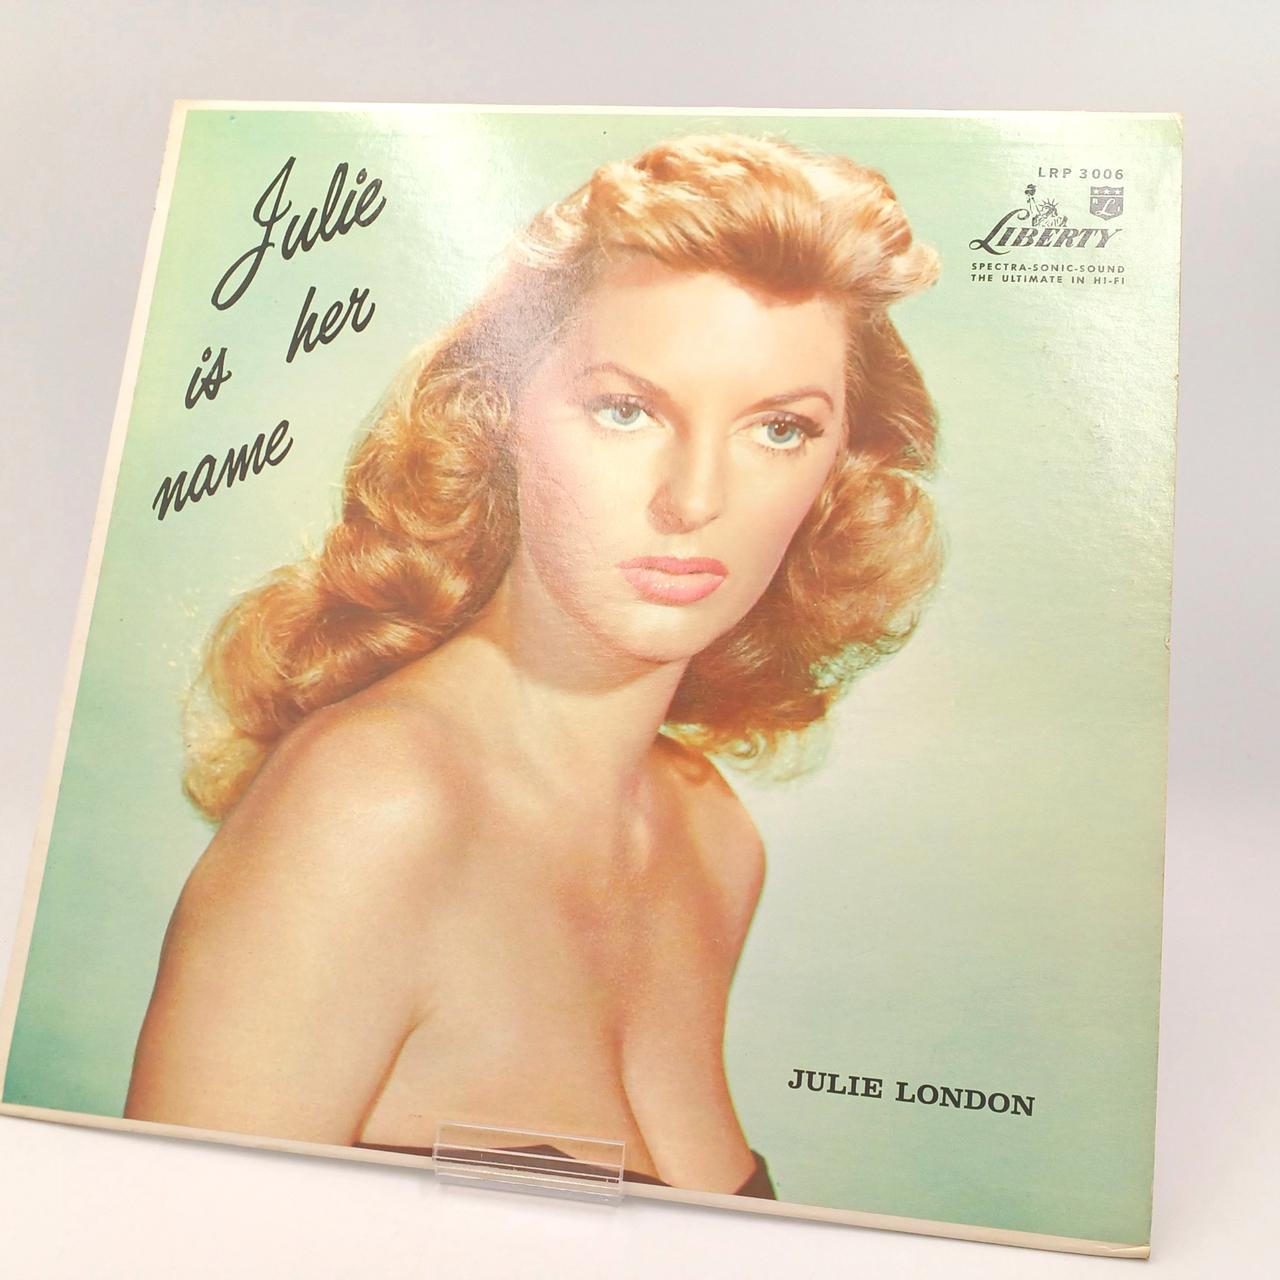 Julie
is her
name
LRP 3006
LIBERTY
SPECTRA-SONIC-SOUND
THE ULTIMATE IN HI-FI
JULIE LONDON